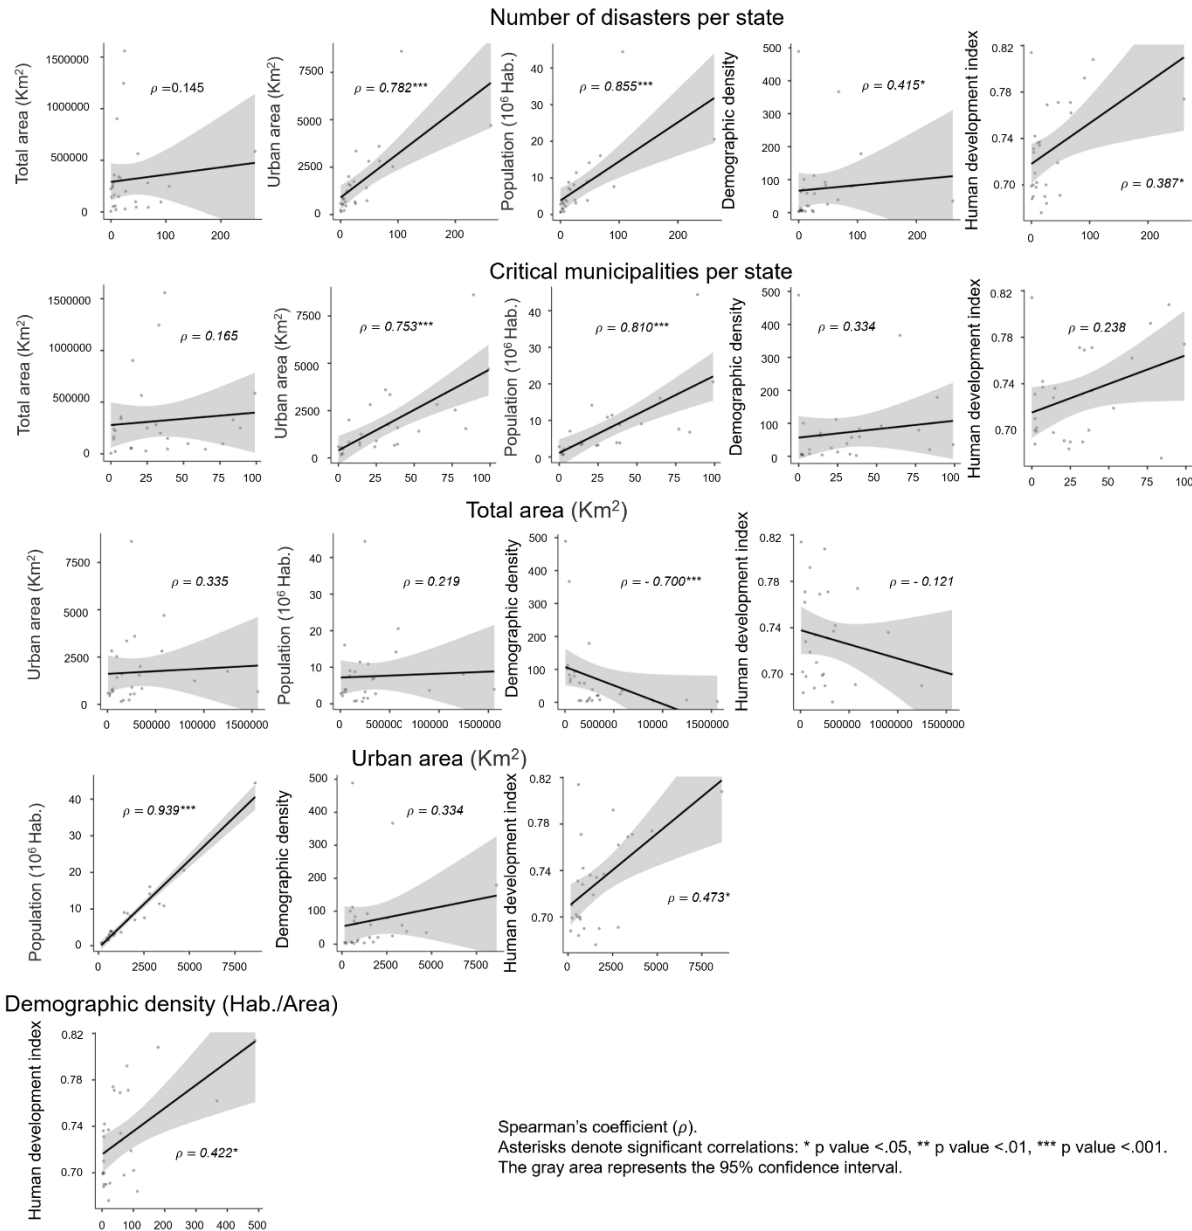 Number of disasters per state
Total area (Km²)
1500000
1000000
500000
0
ρ =0.145
0 100 200
Urban area (Km²)
7500
5000
2500
0
ρ = 0.782***
0 100 200
Population (10⁶ Hab.)
40
30
20
10
0
ρ = 0.855***
0 100 200
Demographic density
500
400
300
200
100
0
ρ = 0.415*
0 100 200
Human development index
0.82
0.78
0.74
0.70
ρ = 0.387*
0 100 200
Critical municipalities per state
Total area (Km²)
1500000
1000000
500000
0
ρ = 0.165
0 25 50 75 100
Urban area (Km²)
7500
5000
2500
0
ρ = 0.753***
0 25 50 75 100
Population (10⁶ Hab.)
40
30
20
10
0
ρ = 0.810***
0 25 50 75 100
Demographic density
500
400
300
200
100
0
ρ = 0.334
0 25 50 75 100
Human development index
0.82
0.78
0.74
0.70
ρ = 0.238
0 25 50 75 100
Total area (Km²)
Urban area (Km²)
7500
5000
2500
0
ρ = 0.335
0 500000 1000000 1500000
Population (10⁶ Hab.)
40
30
20
10
0
ρ = 0.219
0 500000 1000000 1500000
Demographic density
500
400
300
200
100
0
ρ = - 0.700***
0 500000 1000000 1500000
Human development index
0.82
0.78
0.74
0.70
ρ = - 0.121
0 500000 1000000 1500000
Urban area (Km²)
Population (10⁶ Hab.)
40
30
20
10
0
ρ = 0.939***
0 2500 5000 7500
Demographic density
500
400
300
200
100
0
ρ = 0.334
0 2500 5000 7500
Human development index
0.82
0.78
0.74
0.70
ρ = 0.473*
0 2500 5000 7500
Demographic density (Hab./Area)
Human development index
0.82
0.78
0.74
0.70
ρ = 0.422*
0 100 200 300 400 500
Spearman's coefficient (ρ).
Asterisks denote significant correlations: * p value <.05, ** p value <.01, *** p value <.001.
The gray area represents the 95% confidence interval.